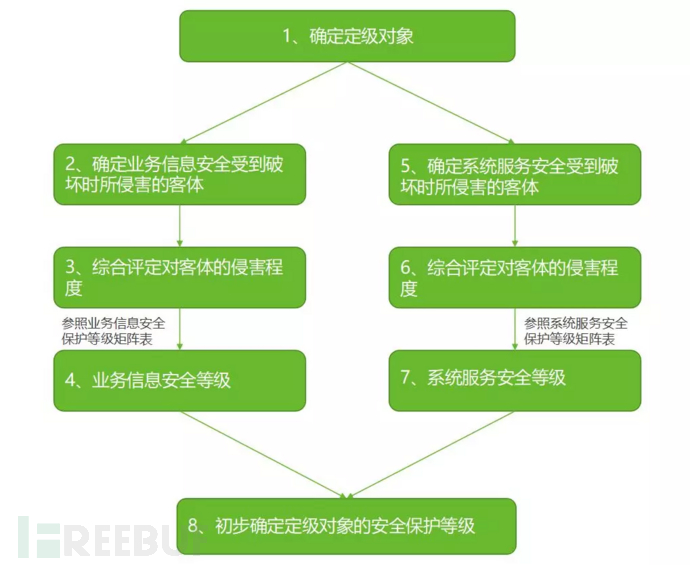 1、确定定级对象
2、确定业务信息安全受到破
坏时所侵害的客体
5、确定系统服务安全受到破
坏时所侵害的客体
3、综合评定对客体的侵害程
度
6、综合评定对客体的侵害程
度
参照业务信息安全
保护等级矩阵表
参照系统服务安全
保护等级矩阵表
4、业务信息安全等级
7、系统服务安全等级
8、初步确定定级对象的安全保护等级